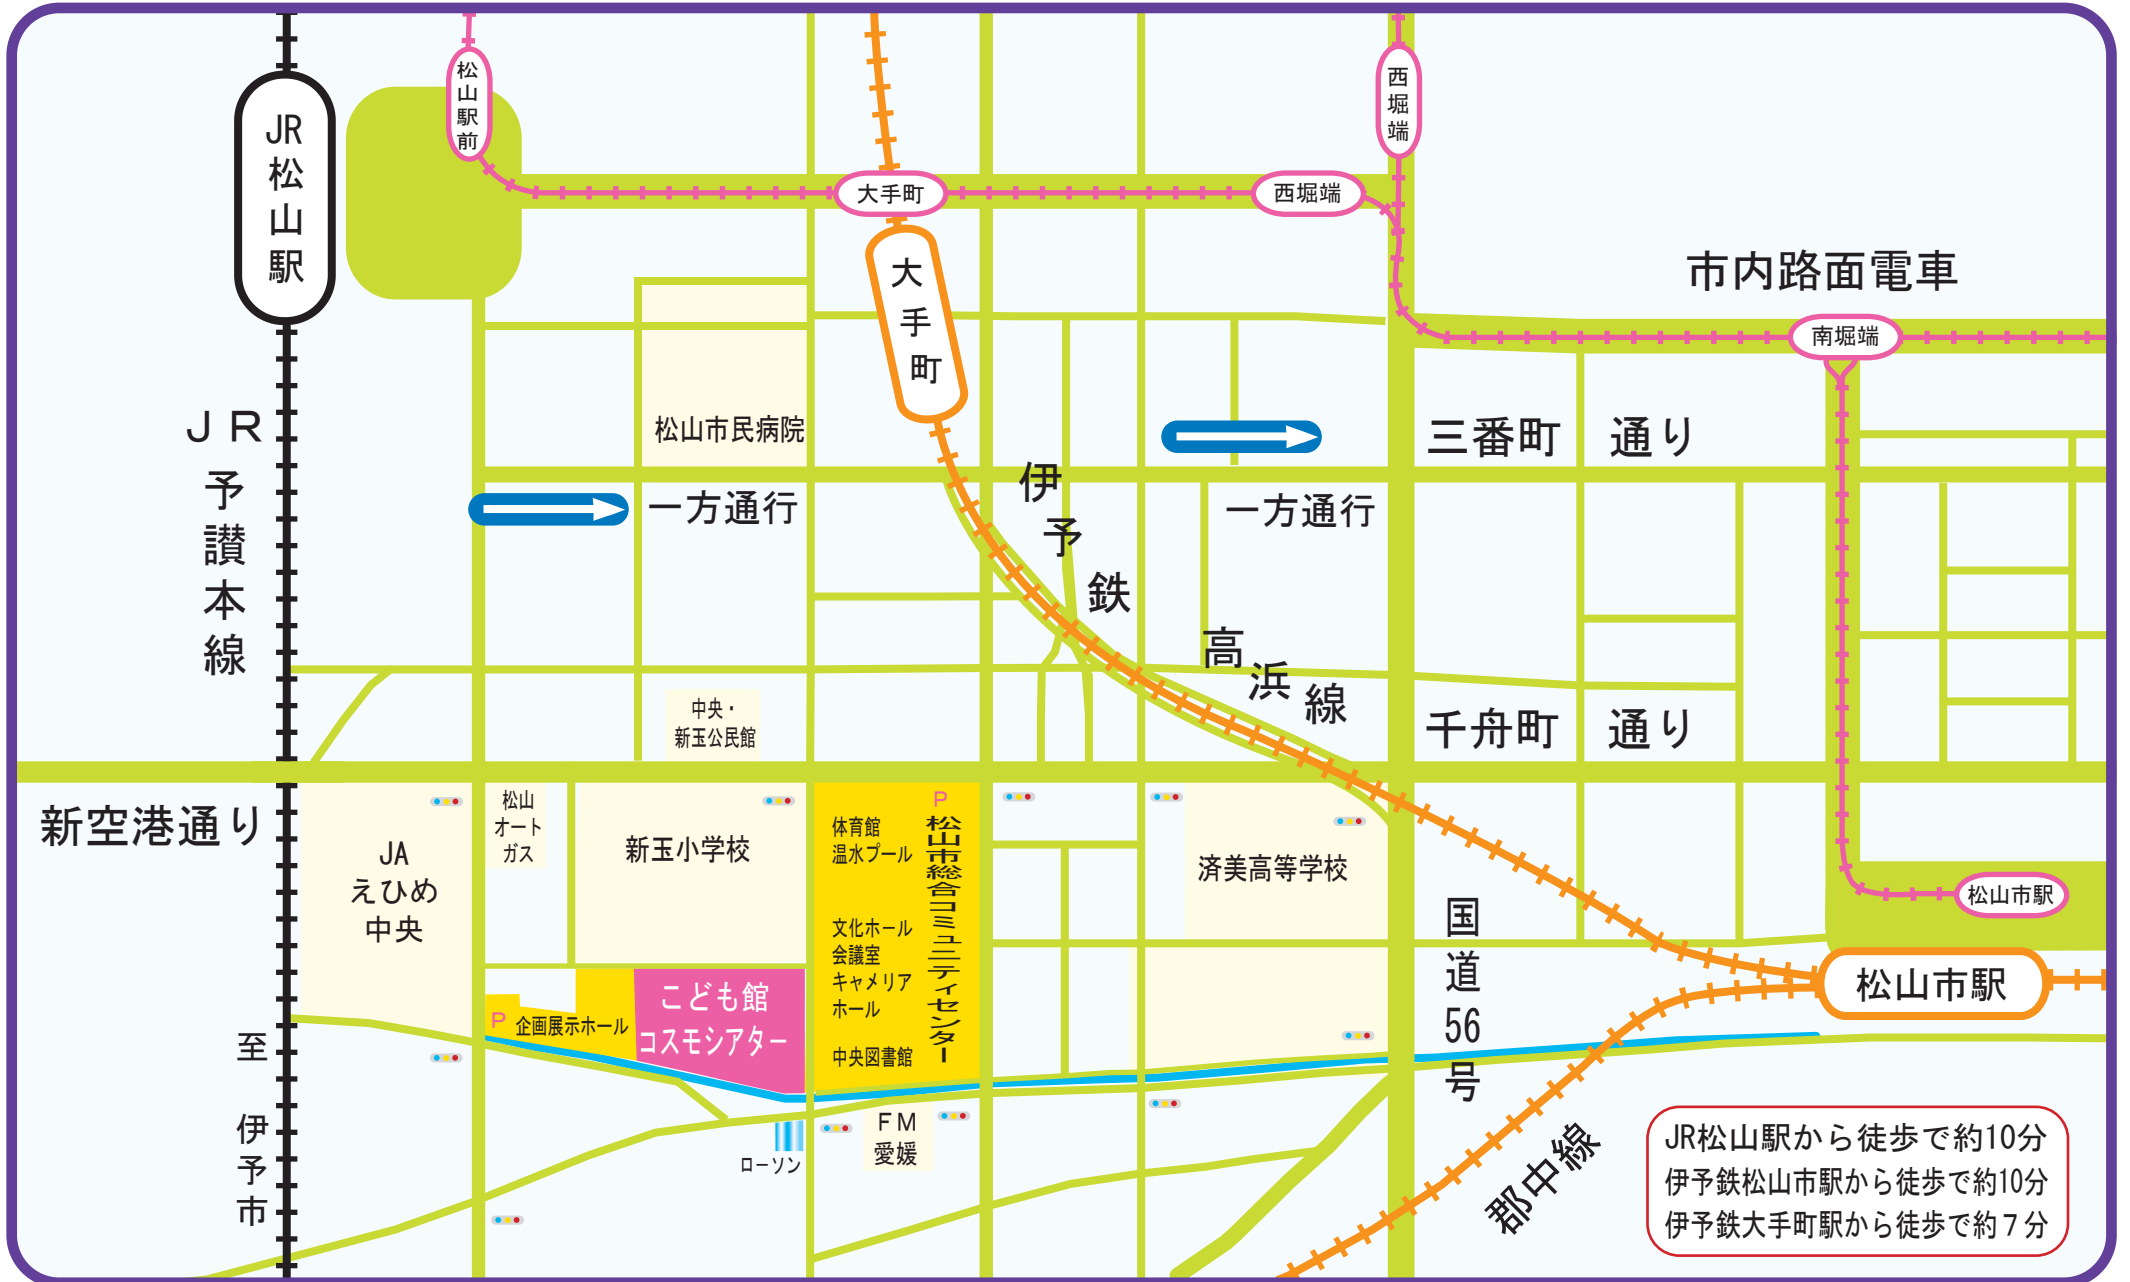 JR松山駅
松山駅前
大手町
西堀端
西堀端
大手町
市内路面電車
南堀端
JR予讃本線
松山市民病院
三番町 通り
一方通行
一方通行
伊予鉄高浜線
中央・
新玉公民館
千舟町 通り
新空港通り
JA
えひめ
中央
松山
オート
ガス
新玉小学校
P
体育館
温水プール
文化ホール
会議室
キャメリア
ホール
中央図書館
松山市総合コミュニティセンター
済美高等学校
国道56号
松山市駅
松山市駅
P 企画展示ホール
こども館
コスモシアター
至 伊予市
ローソン
FM
愛媛
郡中線
JR松山駅から徒歩で約10分
伊予鉄松山市駅から徒歩で約10分
伊予鉄大手町駅から徒歩で約7分